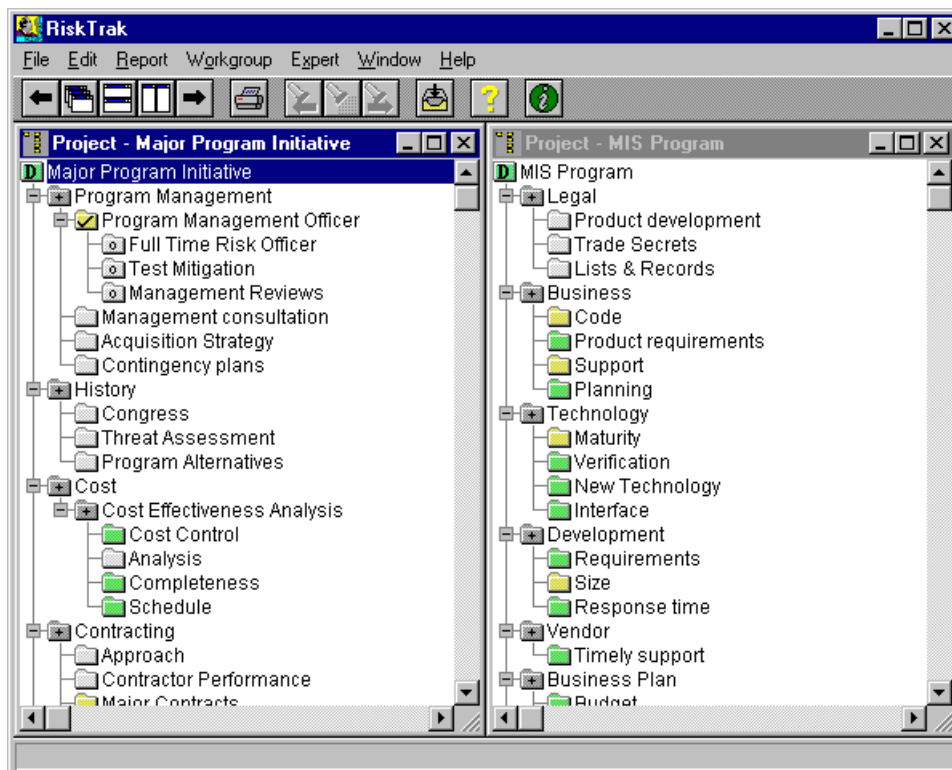 RiskTrak
File Edit Report Workgroup Expert Window Help
Project - Major Program Initiative
D Major Program Initiative
Program Management
Program Management Officer
Full Time Risk Officer
Test Mitigation
Management Reviews
Management consultation
Acquisition Strategy
Contingency plans
History
Congress
Threat Assessment
Program Alternatives
Cost
Cost Effectiveness Analysis
Cost Control
Analysis
Completeness
Schedule
Contracting
Approach
Contractor Performance
Major Contracts
Project - MIS Program
D MIS Program
Legal
Product development
Trade Secrets
Lists & Records
Business
Code
Product requirements
Support
Planning
Technology
Maturity
Verification
New Technology
Interface
Development
Requirements
Size
Response time
Vendor
Timely support
Business Plan
Budget